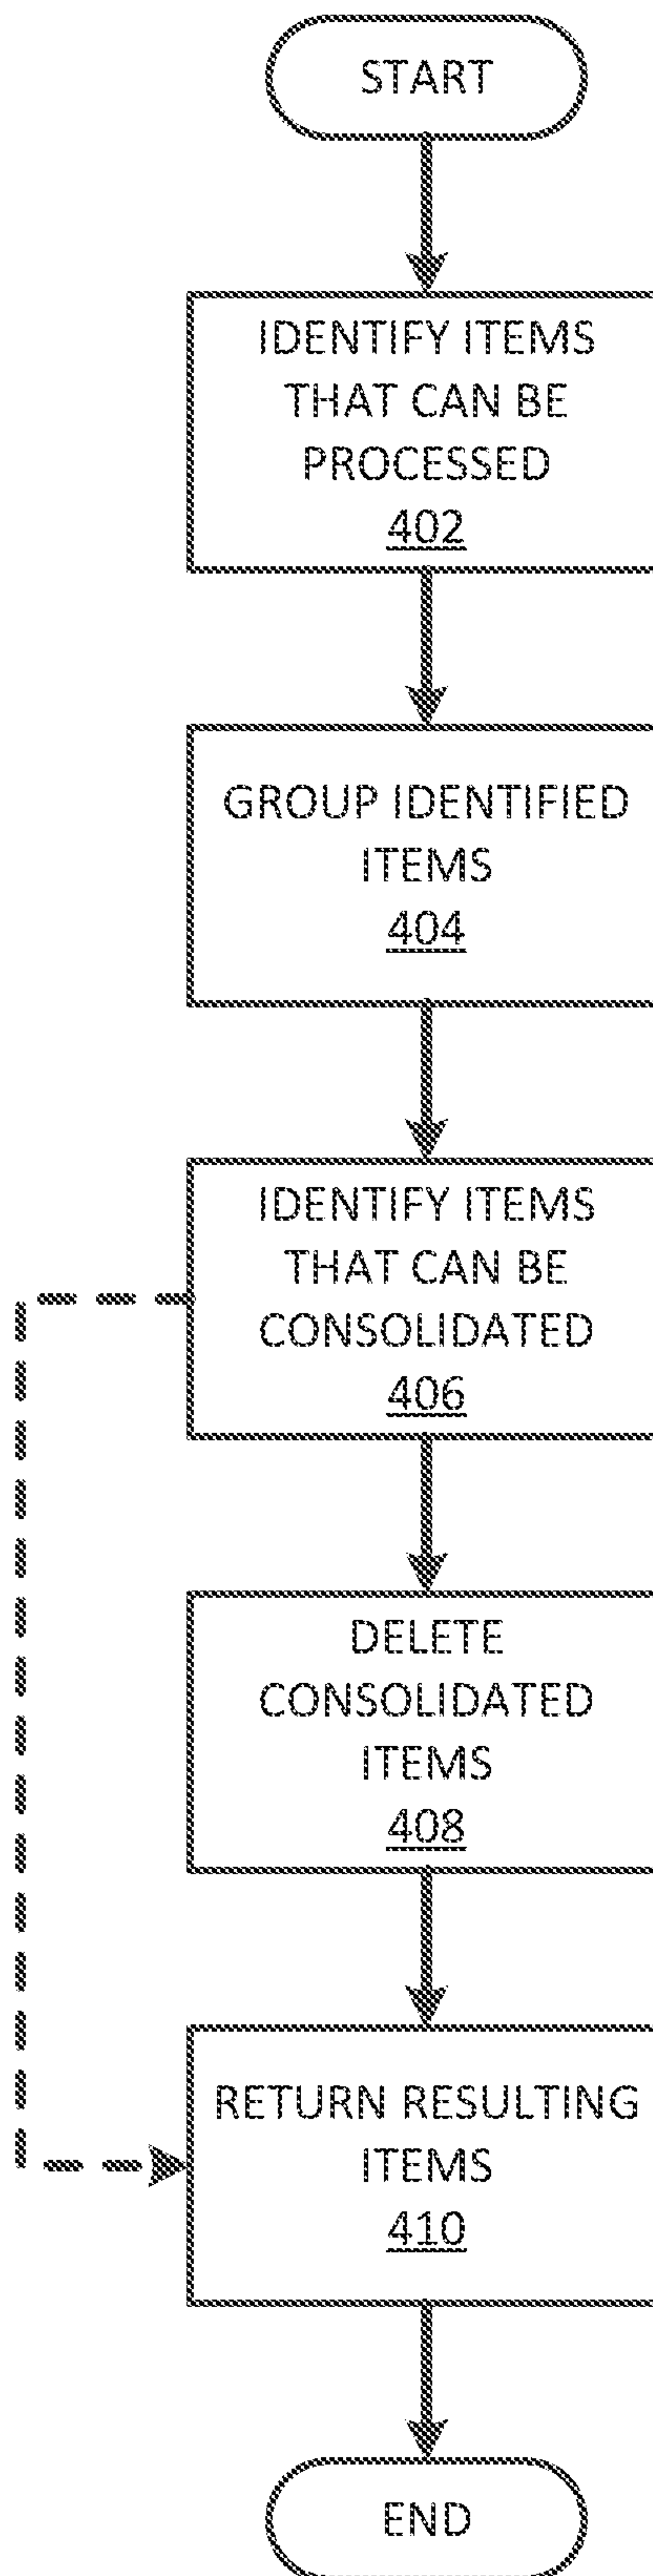 START
IDENTIFY ITEMS
THAT CAN BE
PROCESSED
402
GROUP IDENTIFIED
ITEMS
404
IDENTIFY ITEMS
THAT CAN BE
CONSOLIDATED
406
DELETE
CONSOLIDATED
ITEMS
408
RETURN RESULTING
ITEMS
410
END